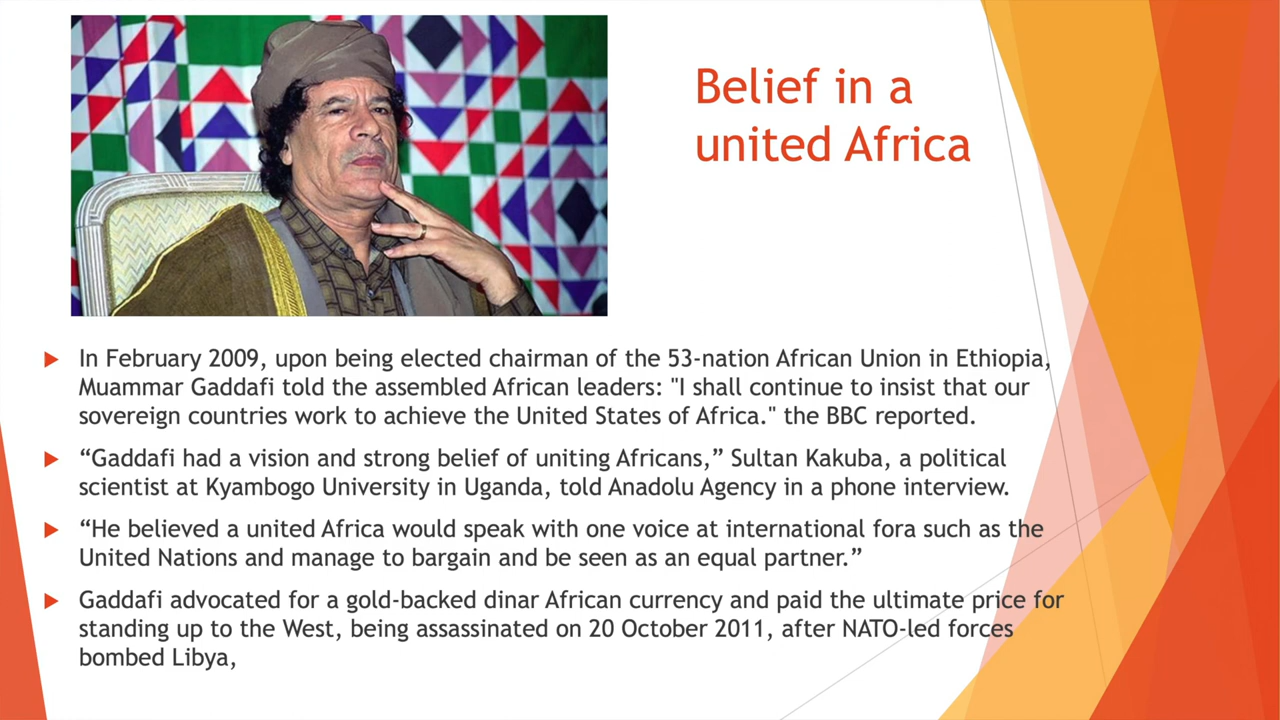 Belief in a
united Africa
In February 2009, upon being elected chairman of the 53-nation African Union in Ethiopia,
Muammar Gaddafi told the assembled African leaders: "I shall continue to insist that our
sovereign countries work to achieve the United States of Africa." the BBC reported.
“Gaddafi had a vision and strong belief of uniting Africans,” Sultan Kakuba, a political
scientist at Kyambogo University in Uganda, told Anadolu Agency in a phone interview.
“He believed a united Africa would speak with one voice at international fora such as the
United Nations and manage to bargain and be seen as an equal partner.”
Gaddafi advocated for a gold-backed dinar African currency and paid the ultimate price for
standing up to the West, being assassinated on 20 October 2011, after NATO-led forces
bombed Libya,